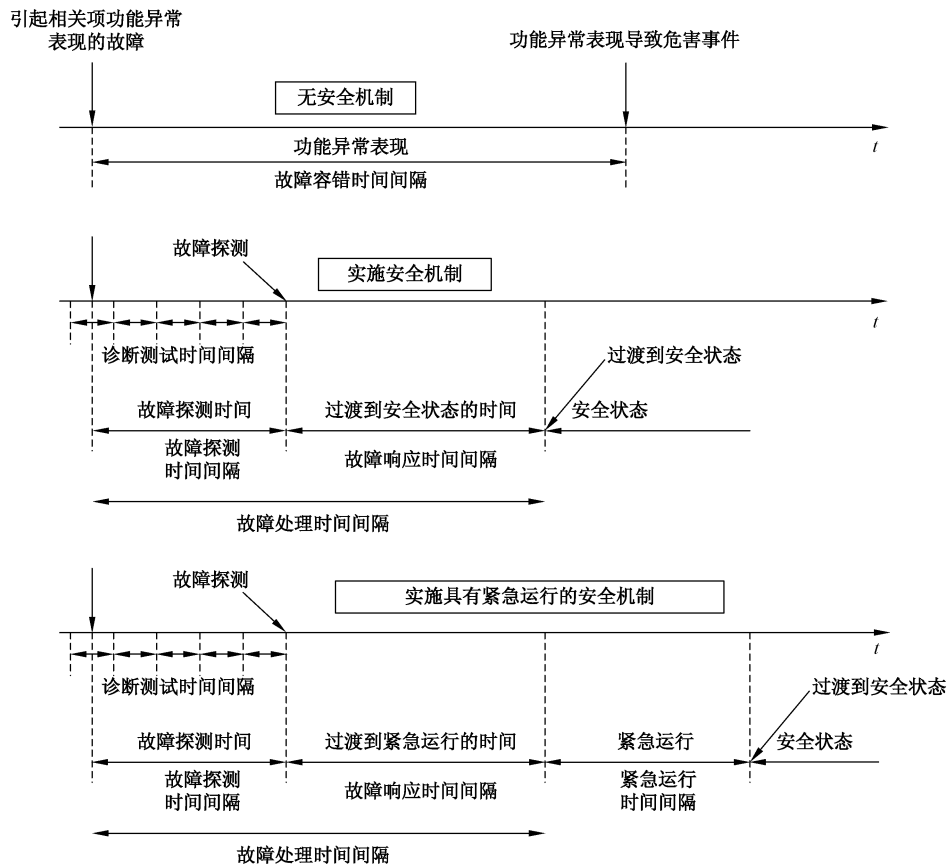 引起相关项功能异常
表现的故障
功能异常表现导致危害事件
无安全机制
t
功能异常表现
故障容错时间间隔
故障探测
实施安全机制
t
诊断测试时间间隔
过渡到安全状态
故障探测时间
过渡到安全状态的时间
安全状态
故障探测
时间间隔
故障响应时间间隔
故障处理时间间隔
故障探测
实施具有紧急运行的安全机制
t
诊断测试时间间隔
过渡到安全状态
故障探测时间
过渡到紧急运行的时间
紧急运行
安全状态
故障探测
时间间隔
故障响应时间间隔
紧急运行
时间间隔
故障处理时间间隔